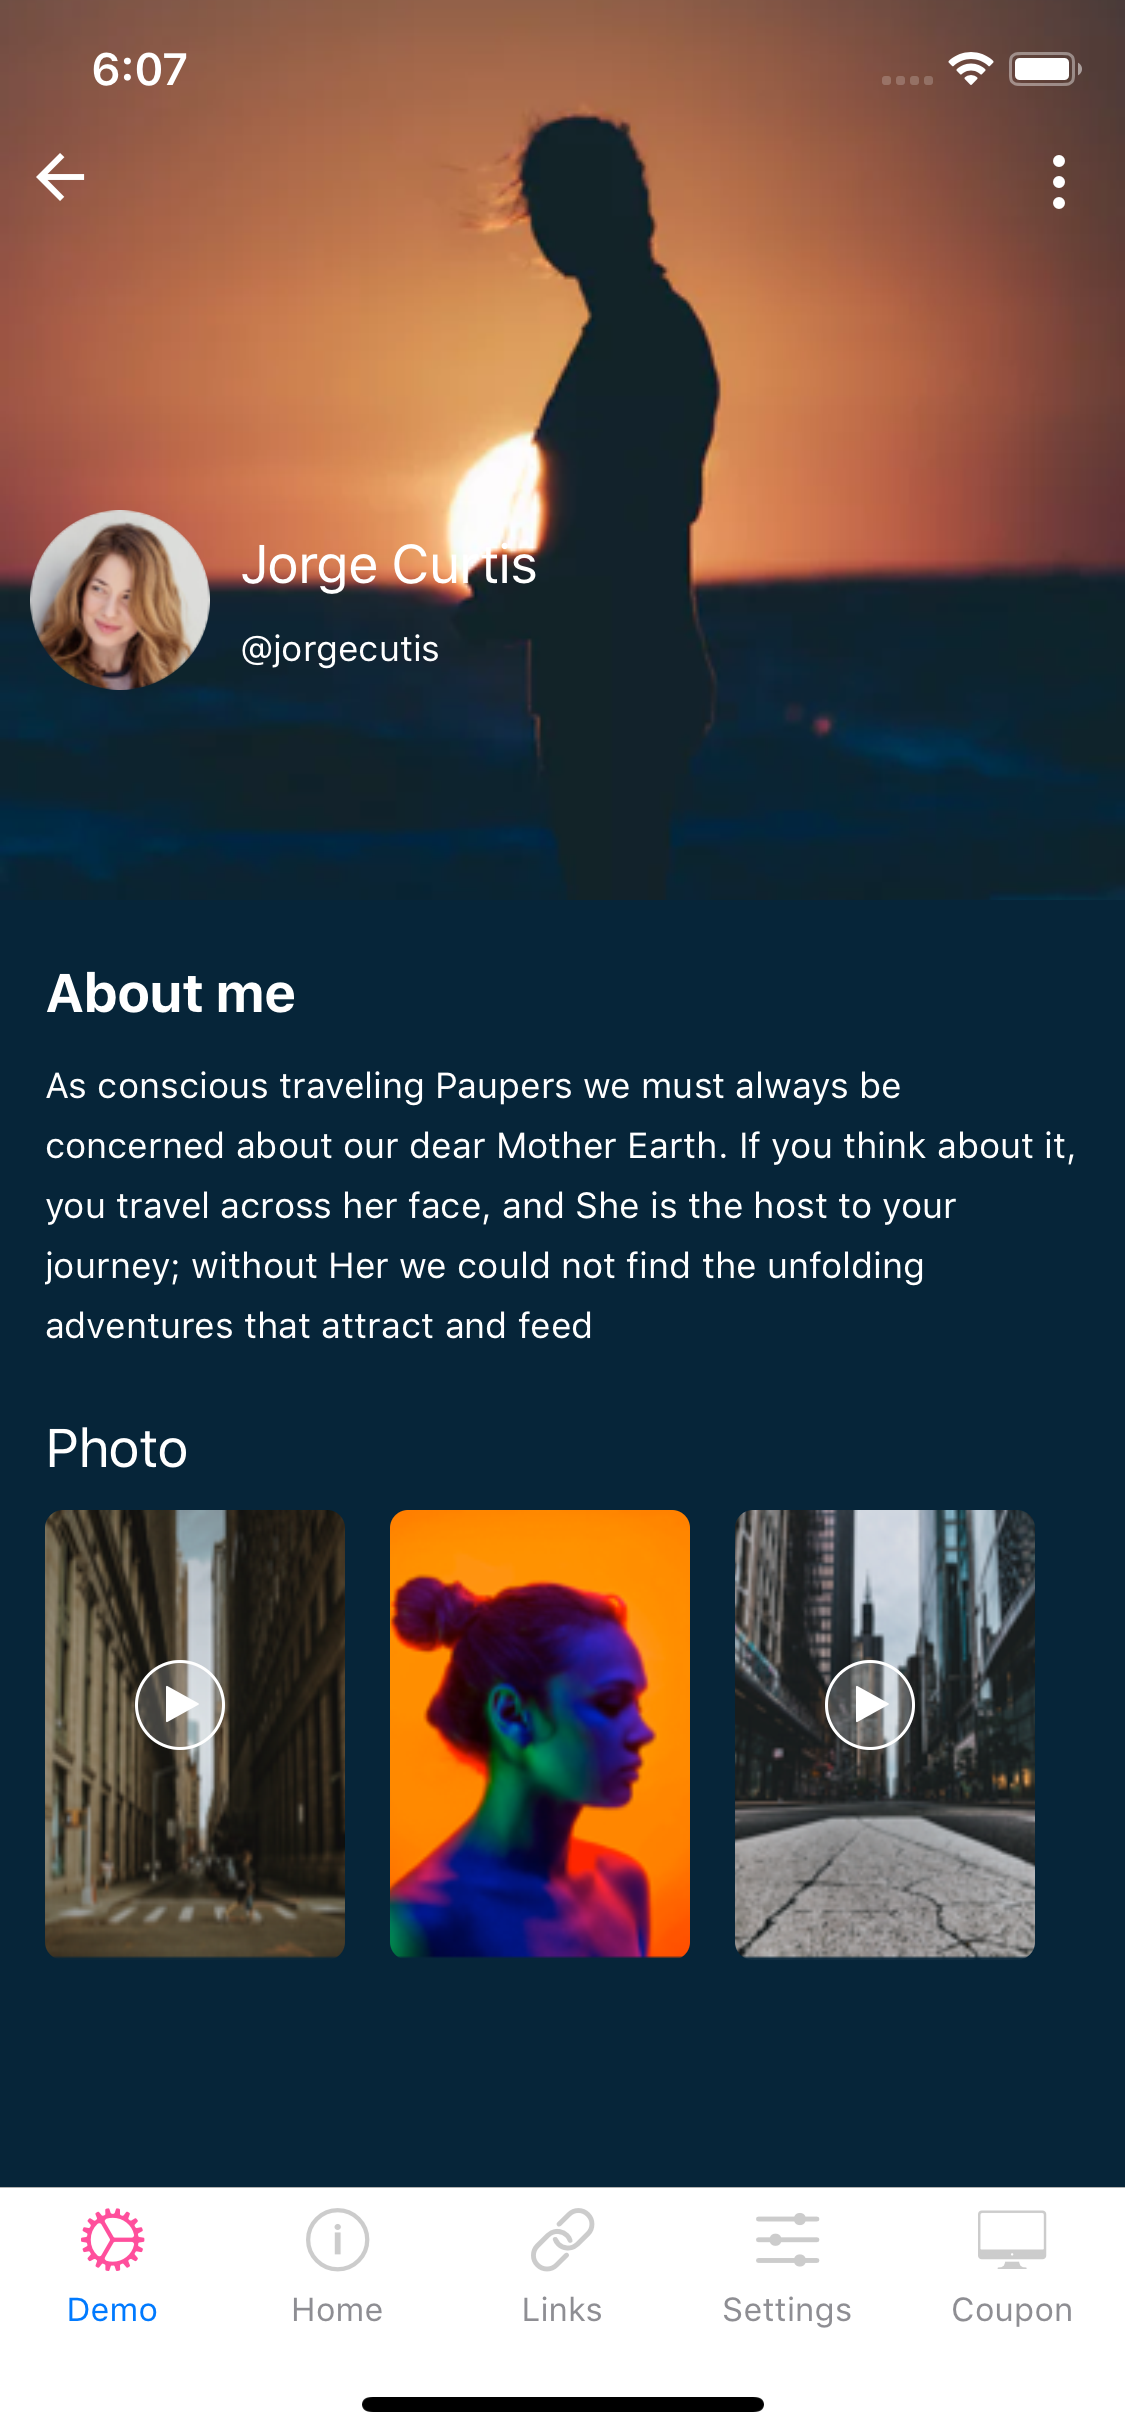 6:07
Jorge Curtis
@jorgecutis
About me
As conscious traveling Paupers we must always be
concerned about our dear Mother Earth. If you think about it,
you travel across her face, and She is the host to your
journey; without Her we could not find the unfolding
adventures that attract and feed
Photo
Demo
Home
Links
Settings
Coupon